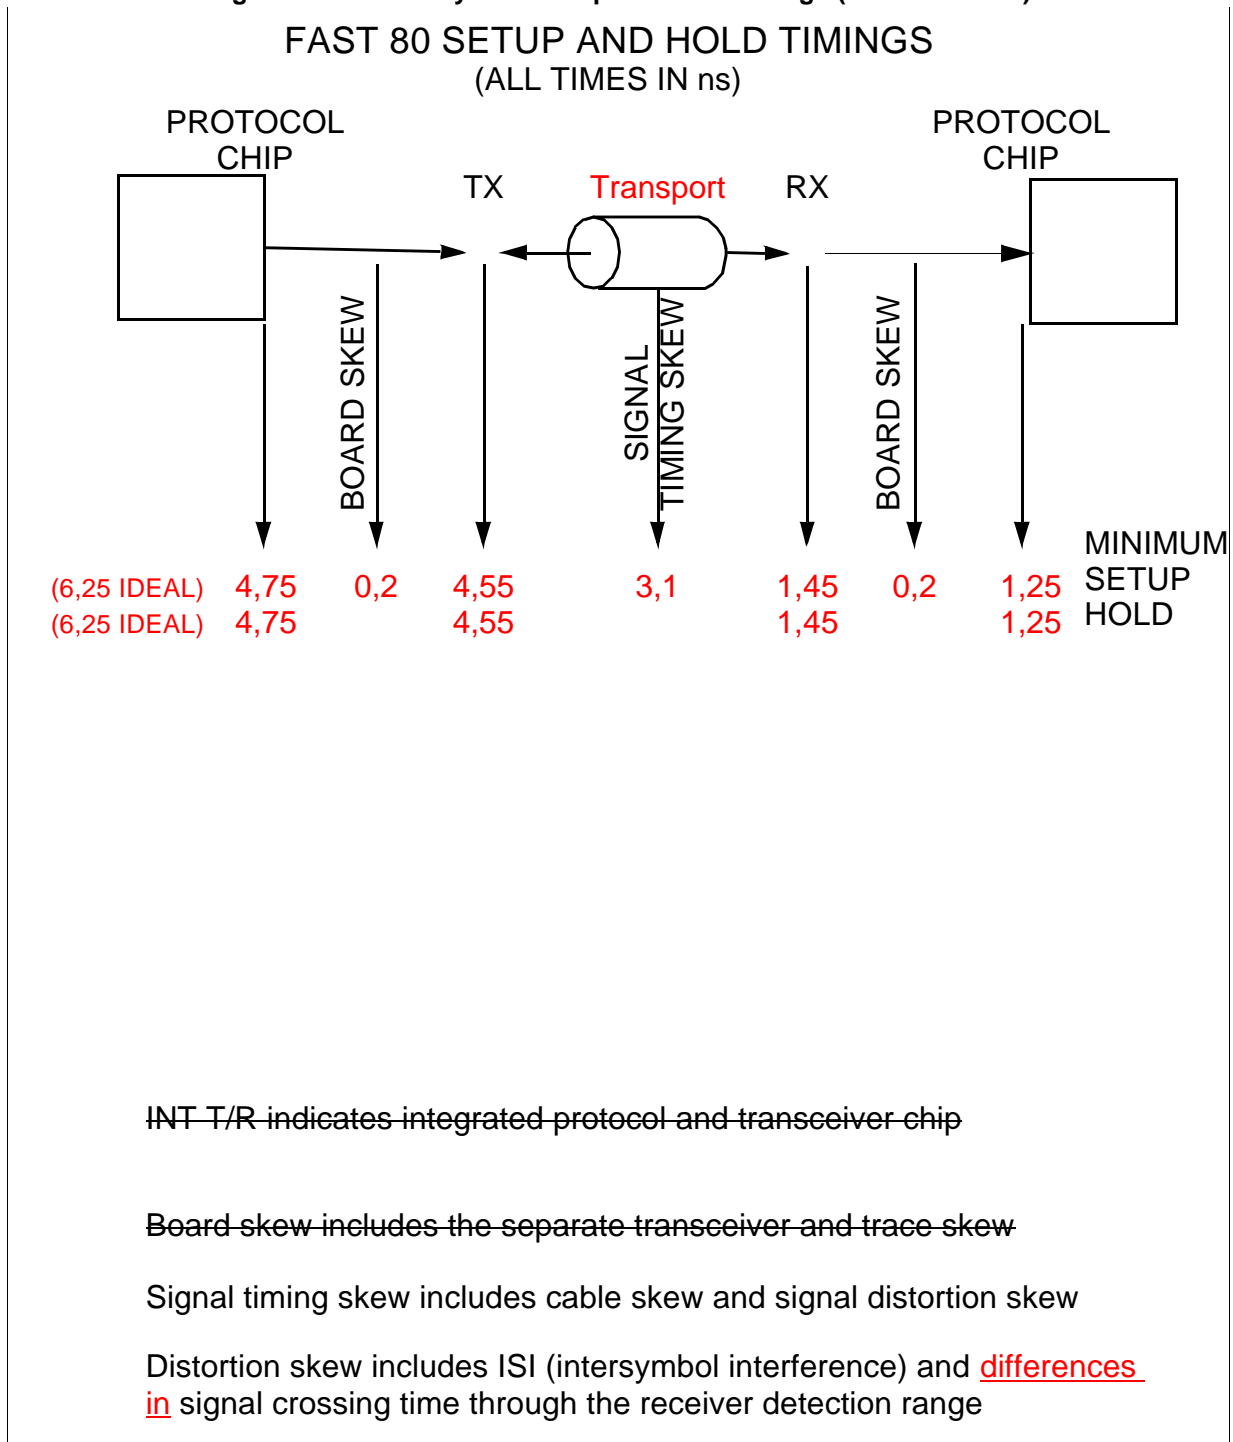 FAST 80 SETUP AND HOLD TIMINGS
(ALL TIMES IN ns)
PROTOCOL
CHIP
PROTOCOL
CHIP
TX
Transport
RX
BOARD SKEW
SIGNAL
TIMING SKEW
BOARD SKEW
MINIMUM
(6,25 IDEAL) 4,75 0,2 4,55 3,1 1,45 0,2 1,25 SETUP
(6,25 IDEAL) 4,75 4,55 1,45 1,25 HOLD
INT T/R indicates integrated protocol and transceiver chip
Board skew includes the separate transceiver and trace skew
Signal timing skew includes cable skew and signal distortion skew
Distortion skew includes ISI (intersymbol interference) and differences
in signal crossing time through the receiver detection range